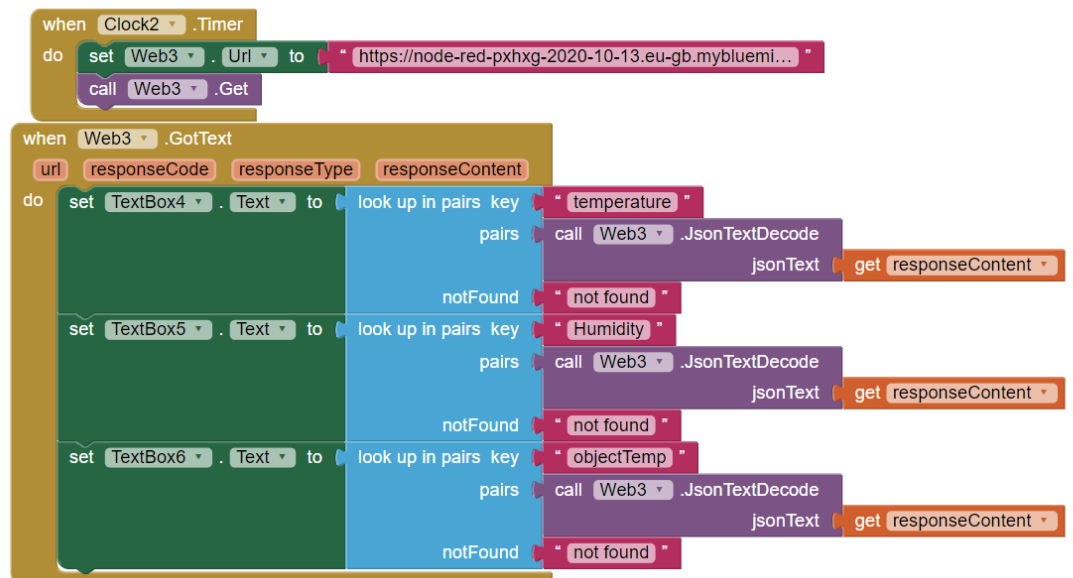 when Clock2 .Timer
do set Web3 . Url to " https://node-red-pxhxg-2020-10-13.eu-gb.mybluemi... "
call Web3 .Get
when Web3 .GotText
url responseCode responseType responseContent
do set TextBox4 . Text to look up in pairs key " temperature "
pairs call Web3 .JsonTextDecode
jsonText get responseContent
notFound " not found "
set TextBox5 . Text to look up in pairs key " Humidity "
pairs call Web3 .JsonTextDecode
jsonText get responseContent
notFound " not found "
set TextBox6 . Text to look up in pairs key " objectTemp "
pairs call Web3 .JsonTextDecode
jsonText get responseContent
notFound " not found "